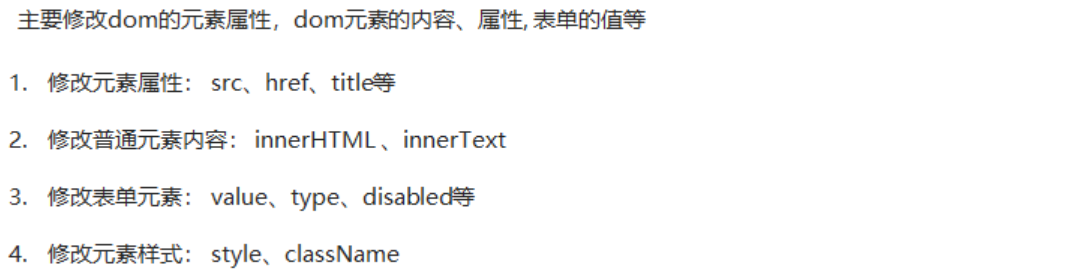 主要修改dom的元素属性，dom元素的内容、属性, 表单的值等
1. 修改元素属性： src、href、title等
2. 修改普通元素内容： innerHTML 、innerText
3. 修改表单元素： value、type、disabled等
4. 修改元素样式： style、className